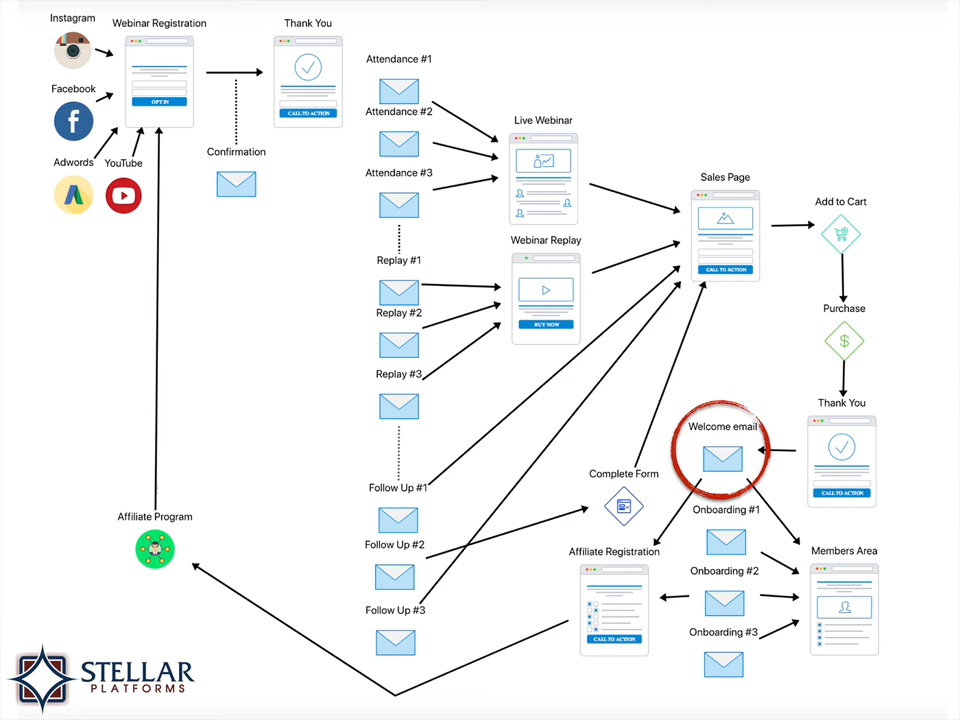 Instagram
Webinar Registration
Thank You
OPT IN
CALL TO ACTION
Facebook
Adwords
YouTube
Confirmation
Attendance #1
Attendance #2
Attendance #3
Live Webinar
Webinar Replay
BUY NOW
Replay #1
Replay #2
Replay #3
Sales Page
CALL TO ACTION
Add to Cart
Purchase
Thank You
CALL TO ACTION
Welcome email
Follow Up #1
Follow Up #2
Follow Up #3
Complete Form
Affiliate Program
Affiliate Registration
CALL TO ACTION
Onboarding #1
Onboarding #2
Onboarding #3
Members Area
STELLAR
PLATFORMS